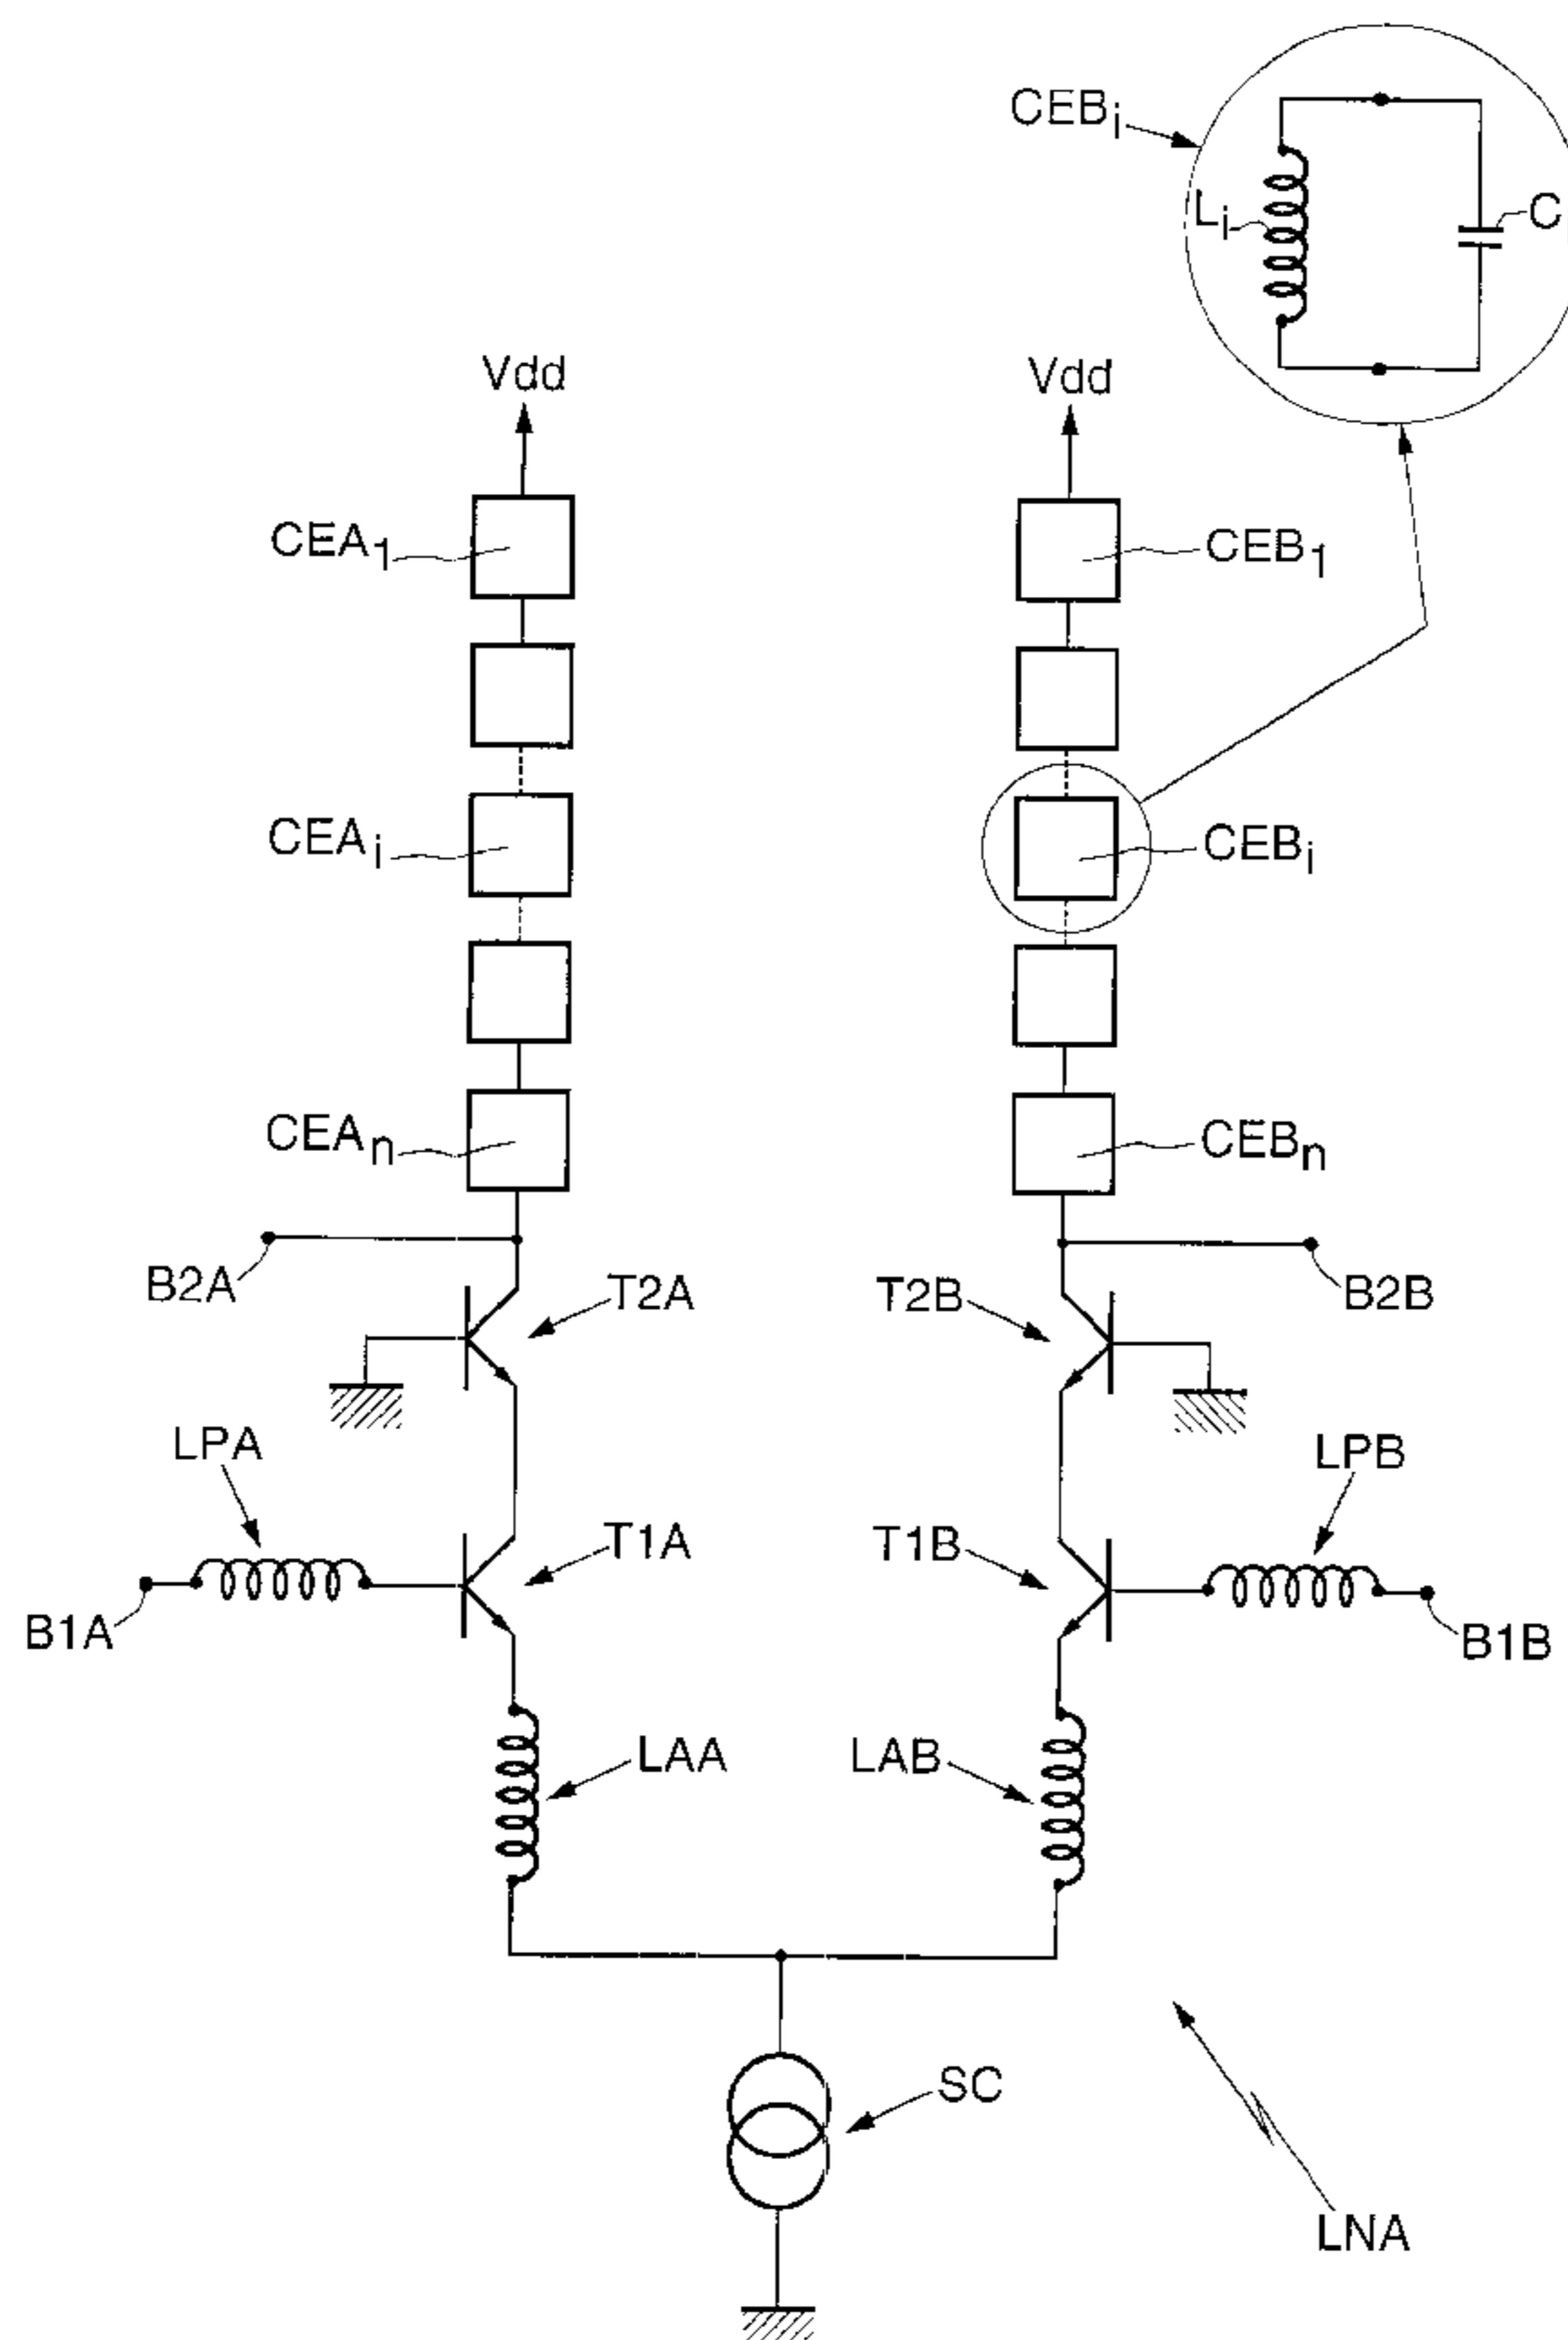 CEBi
Li
C
Vdd
Vdd
CEA1
CEB1
CEAi
CEBi
CEAn
CEBn
B2A
T2A
T2B
B2B
LPA
LPB
T1A
T1B
B1A
B1B
LAA
LAB
SC
LNA